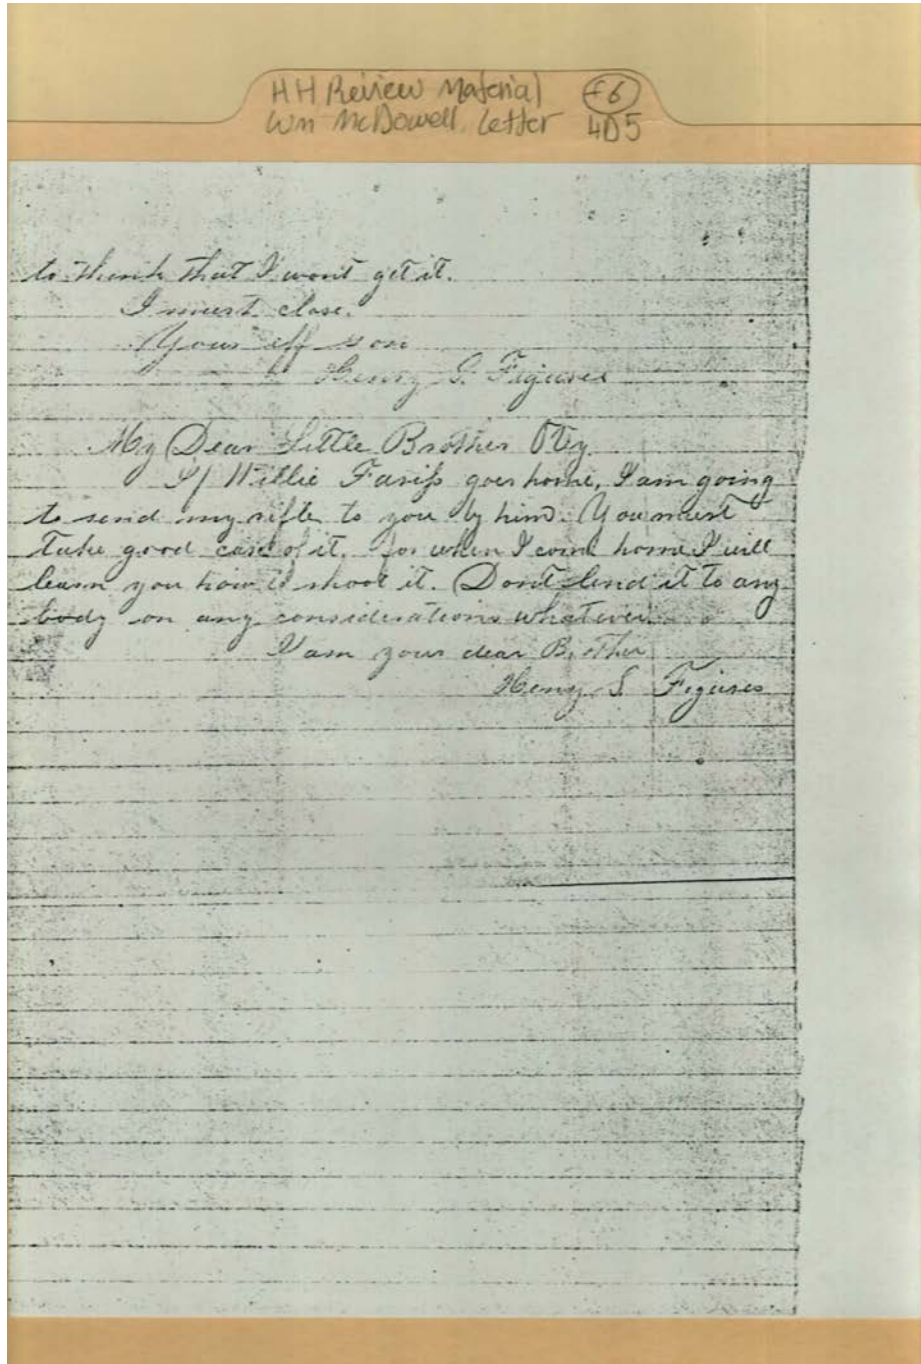 HH Review Material f6
Wm McDowell Letter 4D5
to think that I wont get it.
I must close.
Your aff son
Henry S. Figures
My Dear Little Brother Otey
If Willie Fariss goes home, I am going
to send my rifle to you by him. You must
take good care of it, for when I come home I will
learn you how to shoot it. Dont lend it to any
body on any considerations whatever.
I am your dear Brother
Henry S. Figures